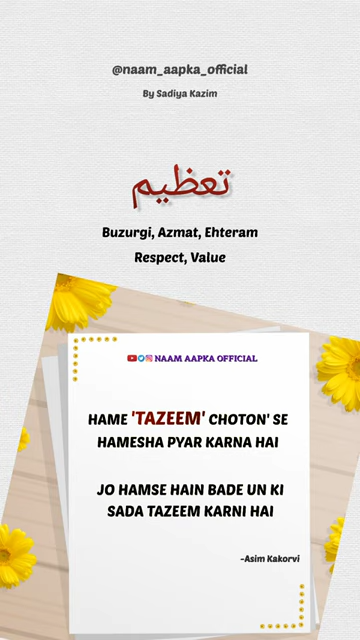 @naam_aapka_official
By Sadiya Kazim
تعظیم
Buzurgi, Azmat, Ehteram
Respect, Value
NAAM AAPKA OFFICIAL
HAME 'TAZEEM' CHOTON' SE
HAMESHA PYAR KARNA HAI
JO HAMSE HAIN BADE UN KI
SADA TAZEEM KARNI HAI
-Asim Kakorvi